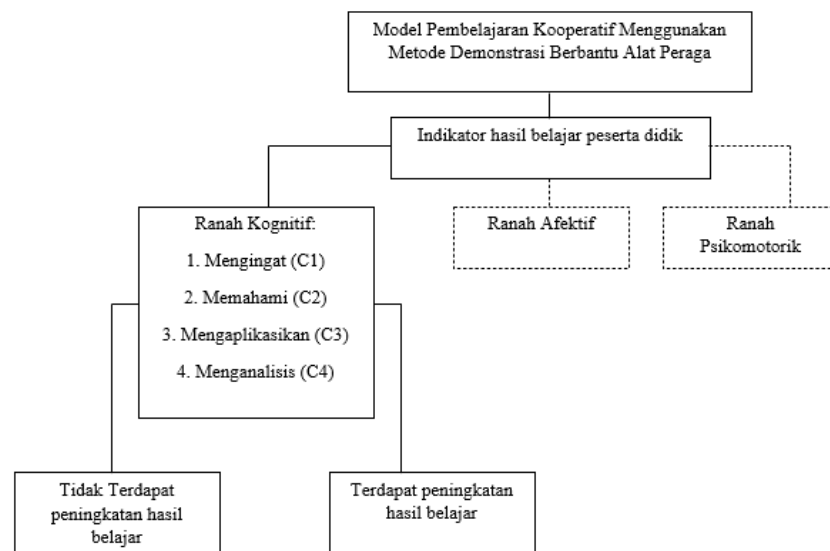 Model Pembelajaran Kooperatif Menggunakan
Metode Demonstrasi Berbantu Alat Peraga
Indikator hasil belajar peserta didik
Ranah Kognitif:
1. Mengingat (C1)
2. Memahami (C2)
3. Mengaplikasikan (C3)
4. Menganalisis (C4)
Ranah Afektif
Ranah
Psikomotorik
Tidak Terdapat
peningkatan hasil
belajar
Terdapat peningkatan
hasil belajar